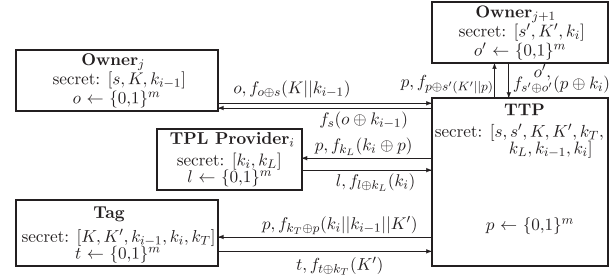 Owner_{j+1}
secret: [s′, K′, k_i]
o′ ← {0,1}^m
Owner_j
secret: [s, K, k_{i−1}]
o ← {0,1}^m
o, f_{o⊕s}(K||k_{i−1})
f_s(o ⊕ k_{i−1})
p, f_{p⊕s′(K′||p)}
o′,
f_{s′⊕o′}(p ⊕ k_i)
TTP
secret: [s, s′, K, K′, k_T,
k_L, k_{i−1}, k_i]
p ← {0,1}^m
TPL Provider_i
secret: [k_i, k_L]
l ← {0,1}^m
p, f_{k_L}(k_i ⊕ p)
l, f_{l⊕k_L}(k_i)
Tag
secret: [K, K′, k_{i−1}, k_i, k_T]
t ← {0,1}^m
p, f_{k_T⊕p}(k_i||k_{i−1}||K′)
t, f_{t⊕k_T}(K′)